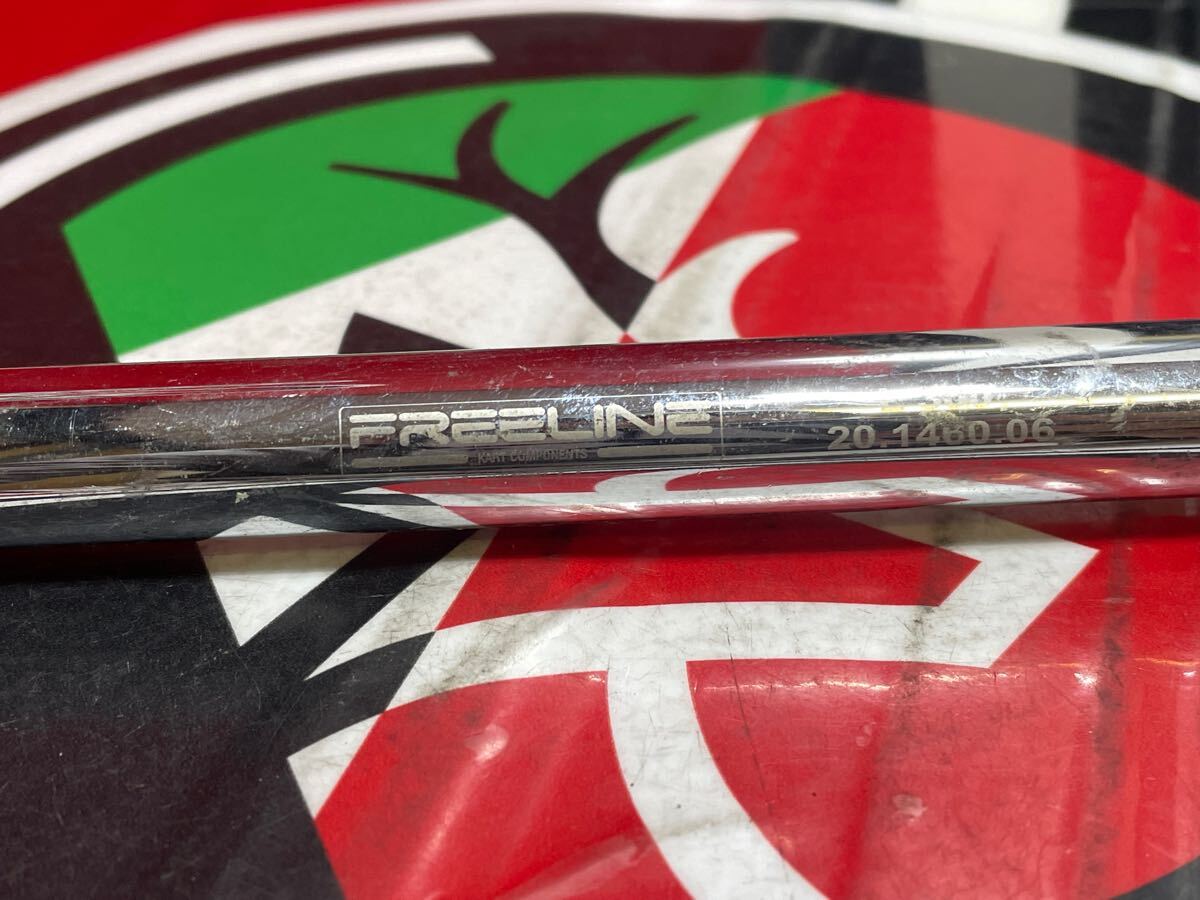 FREELINE
KART COMPONENTS
20.1460.06